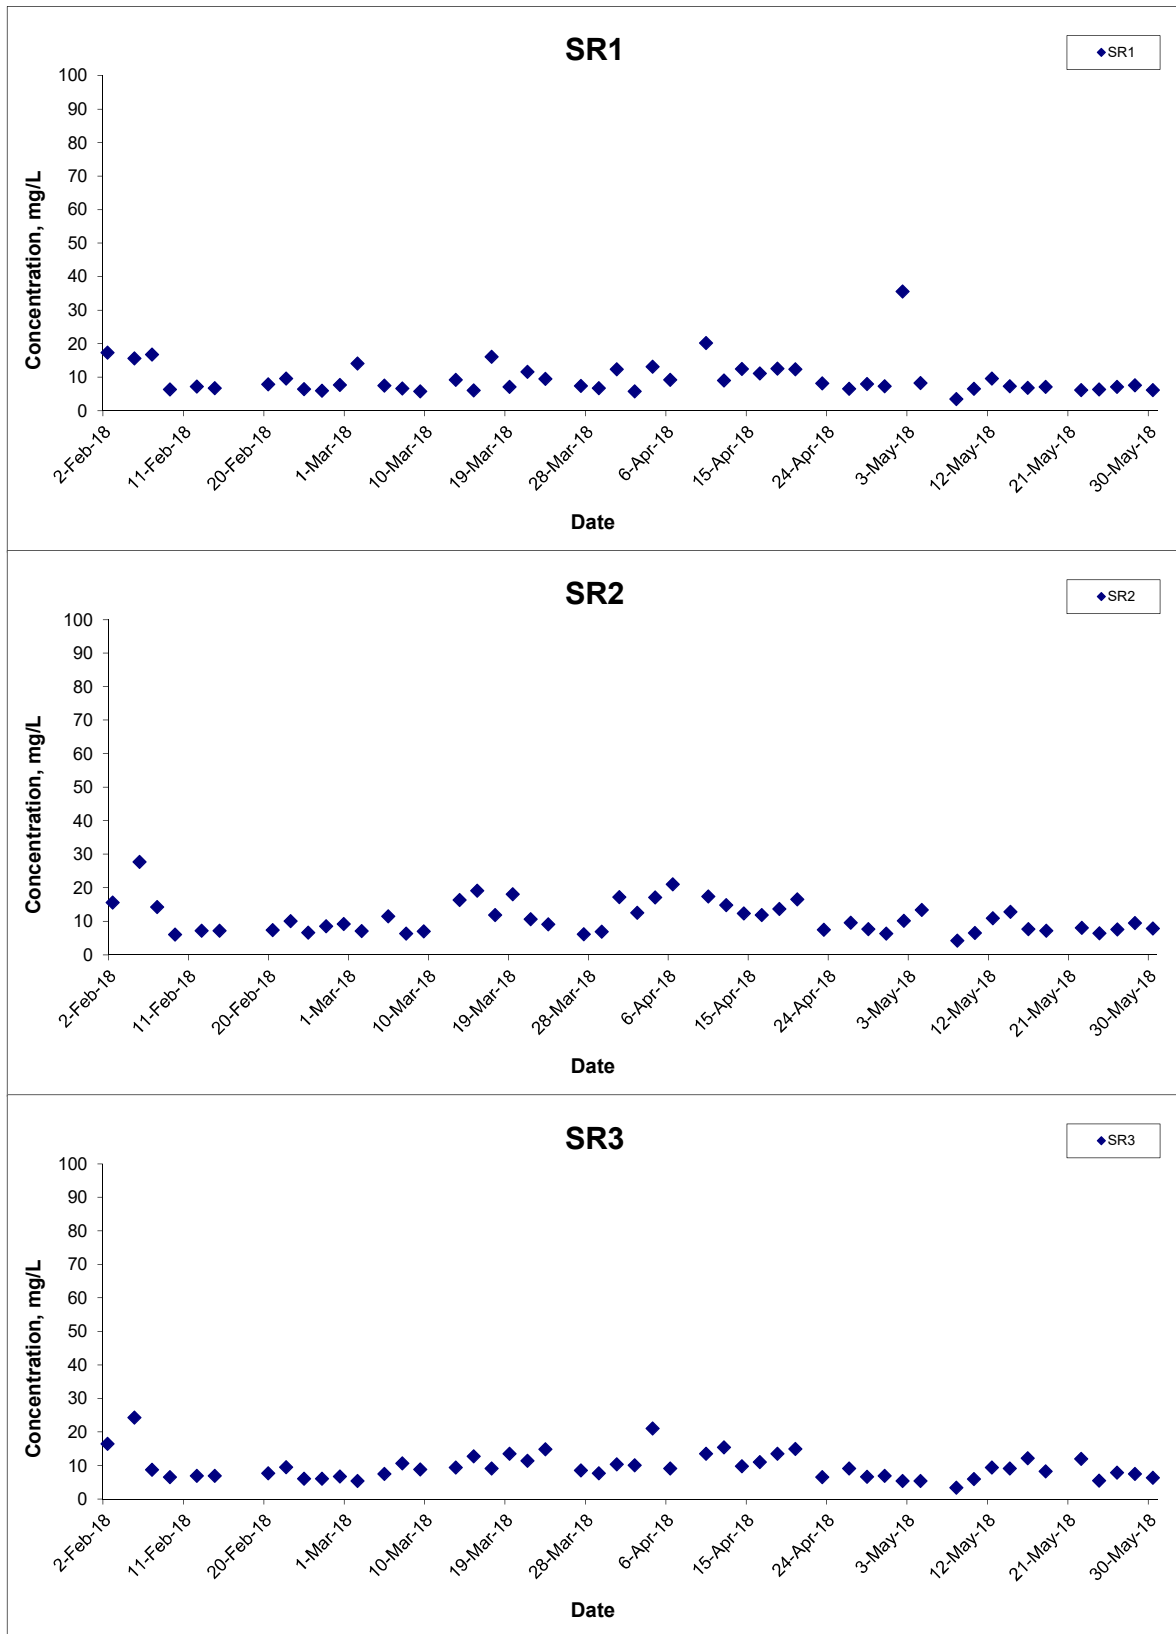 SR1
SR1
100
90
80
70
60
50
40
30
20
10
0
Concentration, mg/L
2-Feb-18
11-Feb-18
20-Feb-18
1-Mar-18
10-Mar-18
19-Mar-18
28-Mar-18
6-Apr-18
15-Apr-18
24-Apr-18
3-May-18
12-May-18
21-May-18
30-May-18
Date
SR2
SR2
100
90
80
70
60
50
40
30
20
10
0
Concentration, mg/L
2-Feb-18
11-Feb-18
20-Feb-18
1-Mar-18
10-Mar-18
19-Mar-18
28-Mar-18
6-Apr-18
15-Apr-18
24-Apr-18
3-May-18
12-May-18
21-May-18
30-May-18
Date
SR3
SR3
100
90
80
70
60
50
40
30
20
10
0
Concentration, mg/L
2-Feb-18
11-Feb-18
20-Feb-18
1-Mar-18
10-Mar-18
19-Mar-18
28-Mar-18
6-Apr-18
15-Apr-18
24-Apr-18
3-May-18
12-May-18
21-May-18
30-May-18
Date